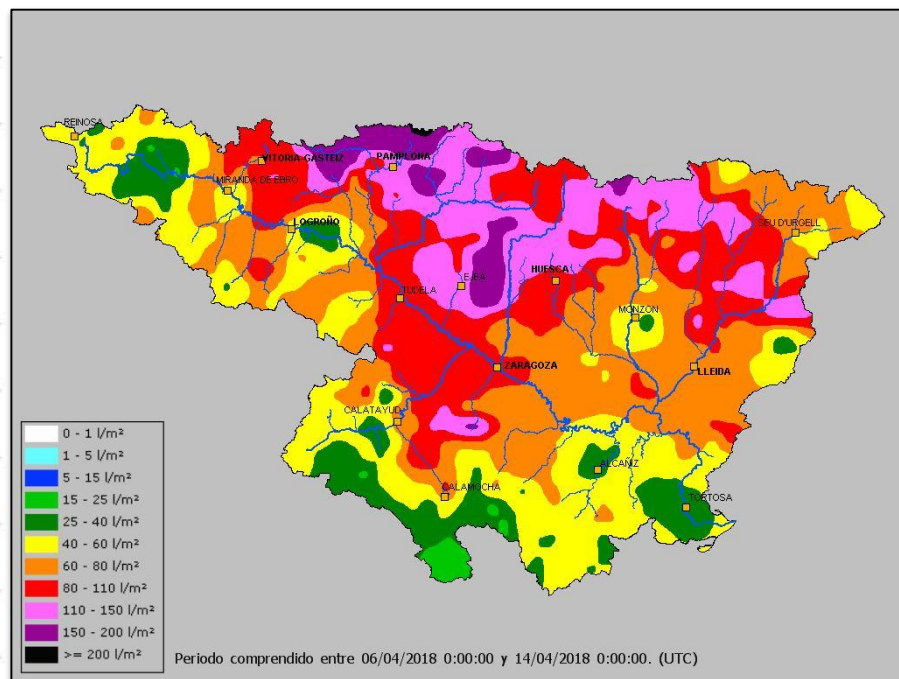 REINOSA
VITORIA-GASTEIZ
PAMPLONA
MIRANDA DE EBRO
LOGROÑO
SEU D'URGELL
HUESCA
EJEA
TUDELA
MONZON
ZARAGOZA
LLEIDA
CALATAYUD
ALCAÑIZ
CALAMOCHA
TORTOSA
0 - 1 l/m²
1 - 5 l/m²
5 - 15 l/m²
15 - 25 l/m²
25 - 40 l/m²
40 - 60 l/m²
60 - 80 l/m²
80 - 110 l/m²
110 - 150 l/m²
150 - 200 l/m²
>= 200 l/m²
Periodo comprendido entre 06/04/2018 0:00:00 y 14/04/2018 0:00:00. (UTC)